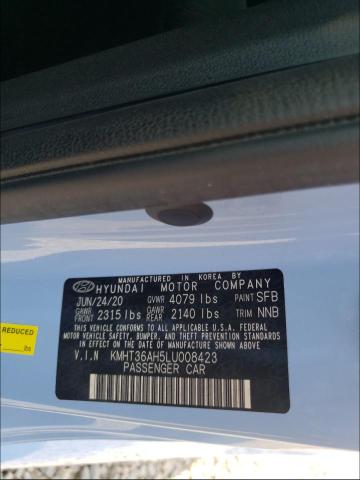 MANUFACTURED IN KOREA BY
HYUNDAI MOTOR COMPANY
JUN/24/20 GVWR 4079 lbs PAINT SFB
GAWR FRONT 2315 lbs GAWR REAR 2140 lbs TRIM NNB
THIS VEHICLE CONFORMS TO ALL APPLICABLE U.S.A. FEDERAL
MOTOR VEHICLE SAFETY, BUMPER, AND THEFT PREVENTION
STANDARDS IN EFFECT ON THE DATE OF MANUFACTURE SHOWN ABOVE.
V.I.N KMHT36AH5LU008423
PASSENGER CAR
REDUCED
lbs